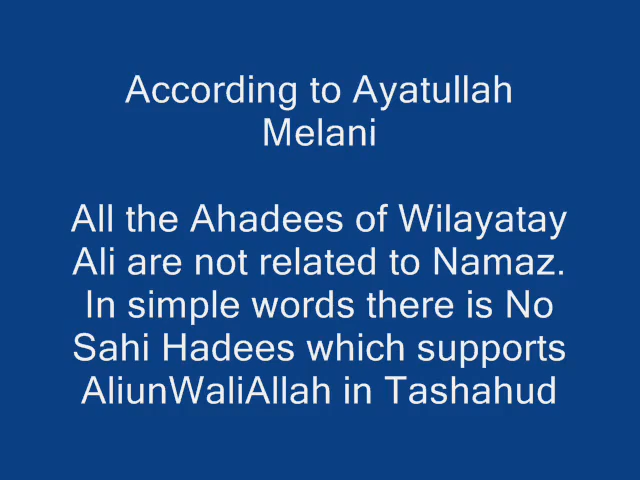 According to Ayatullah
Melani
All the Ahadees of Wilayatay
Ali are not related to Namaz.
In simple words there is No
Sahi Hadees which supports
AliunWaliAllah in Tashahud